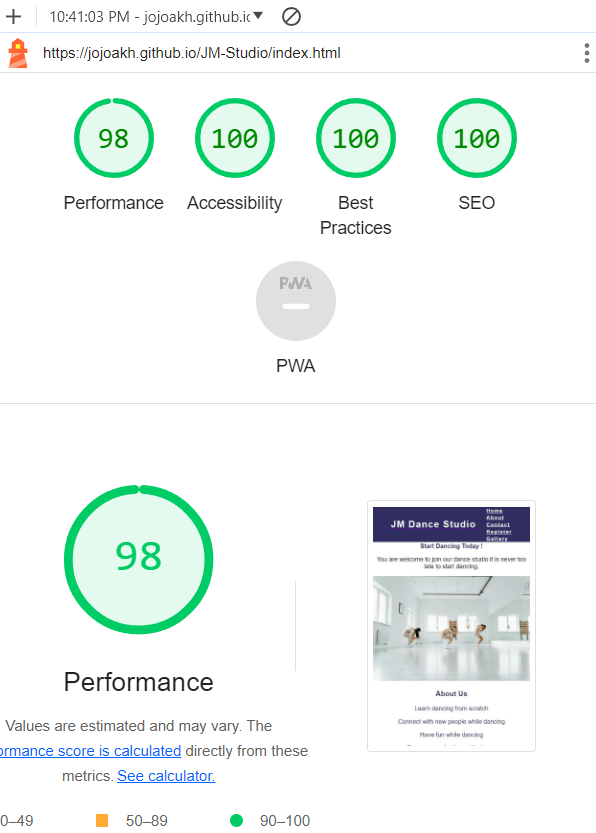 10:41:03 PM - jojoakh.github.ic
https://jojoakh.github.io/JM-Studio/index.html
98 100 100 100
Performance Accessibility Best Practices SEO
PWA
PWA
98
Performance
Values are estimated and may vary. The
ormance score is calculated directly from these
metrics. See calculator.
0–49 50–89 90–100
JM Dance Studio
Home
About
Contact
Register
Gallery
Start Dancing Today !
You are welcome to join our dance studio it is never too
late to start dancing.
About Us
Learn dancing from scratch
Connect with new people while dancing.
Have fun while dancing